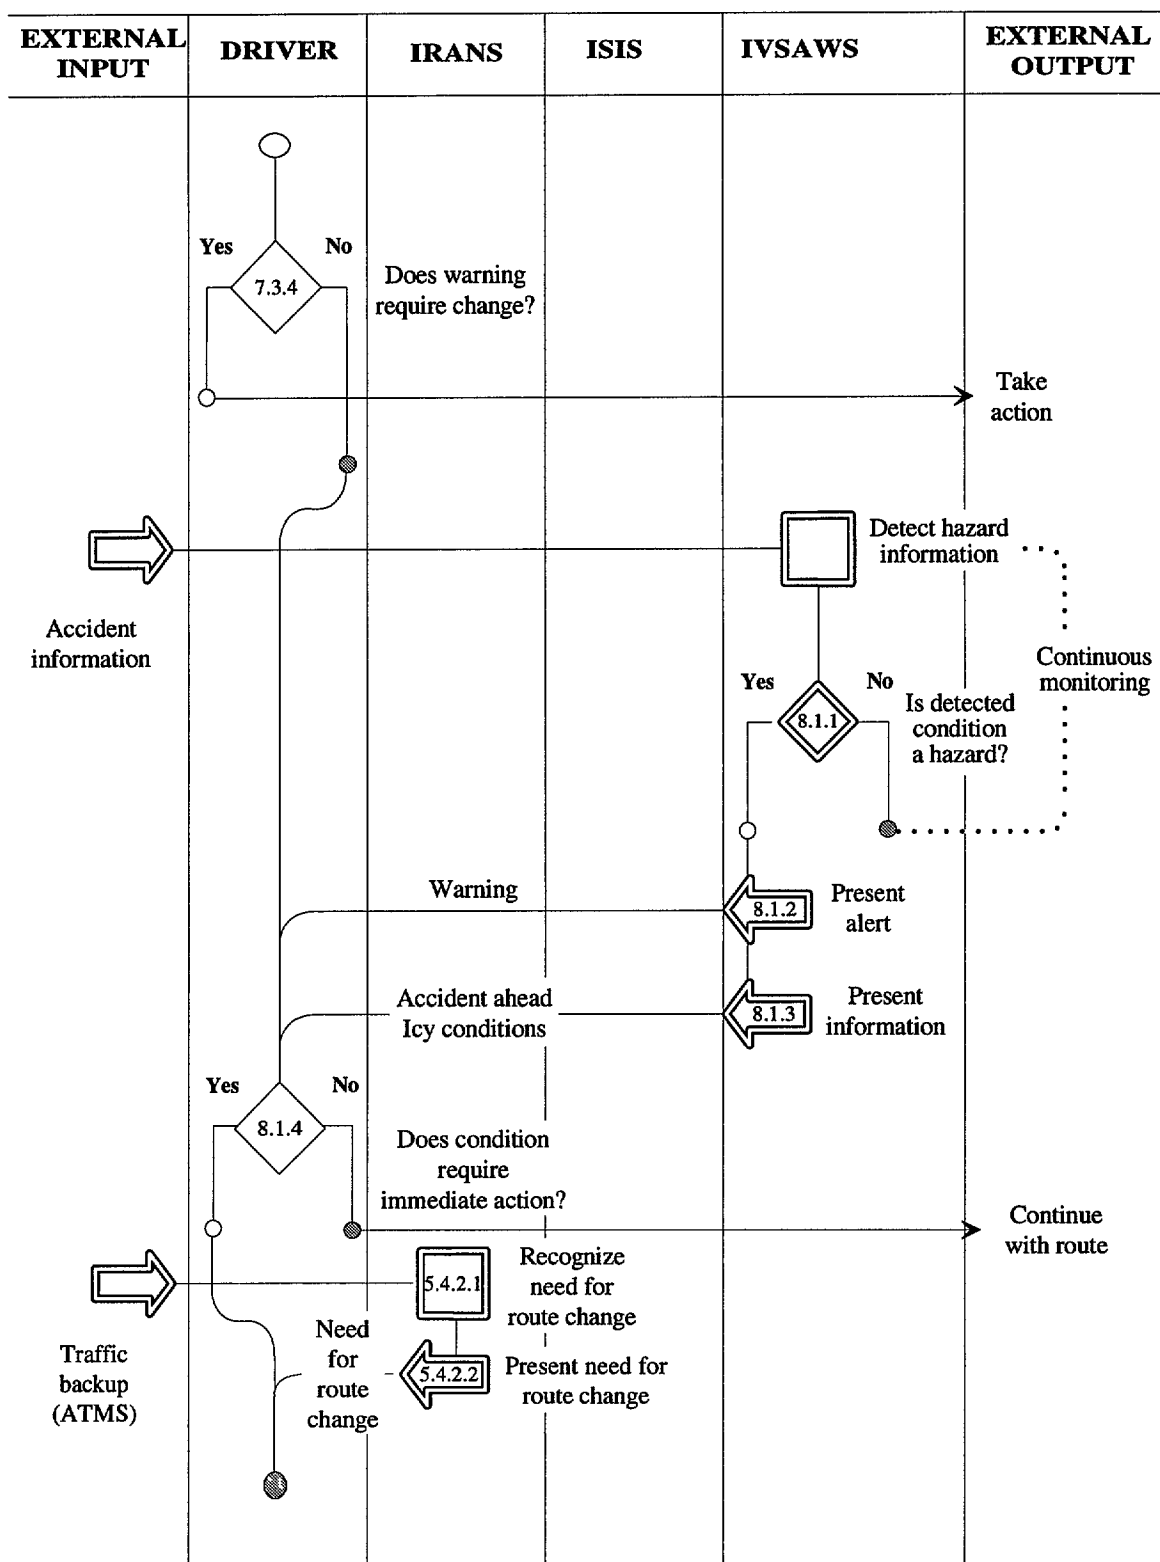 EXTERNAL
INPUT
DRIVER
IRANS
ISIS
IVSAWS
EXTERNAL
OUTPUT
Yes
No
7.3.4
Does warning
require change?
Take
action
Detect hazard
information
Accident
information
Continuous
monitoring
Yes
No
8.1.1
Is detected
condition
a hazard?
Warning
8.1.2
Present
alert
Accident ahead
Icy conditions
8.1.3
Present
information
Yes
No
8.1.4
Does condition
require
immediate action?
Continue
with route
5.4.2.1
Recognize
need for
route change
Traffic
backup
(ATMS)
Need
for
route
change
5.4.2.2
Present need for
route change